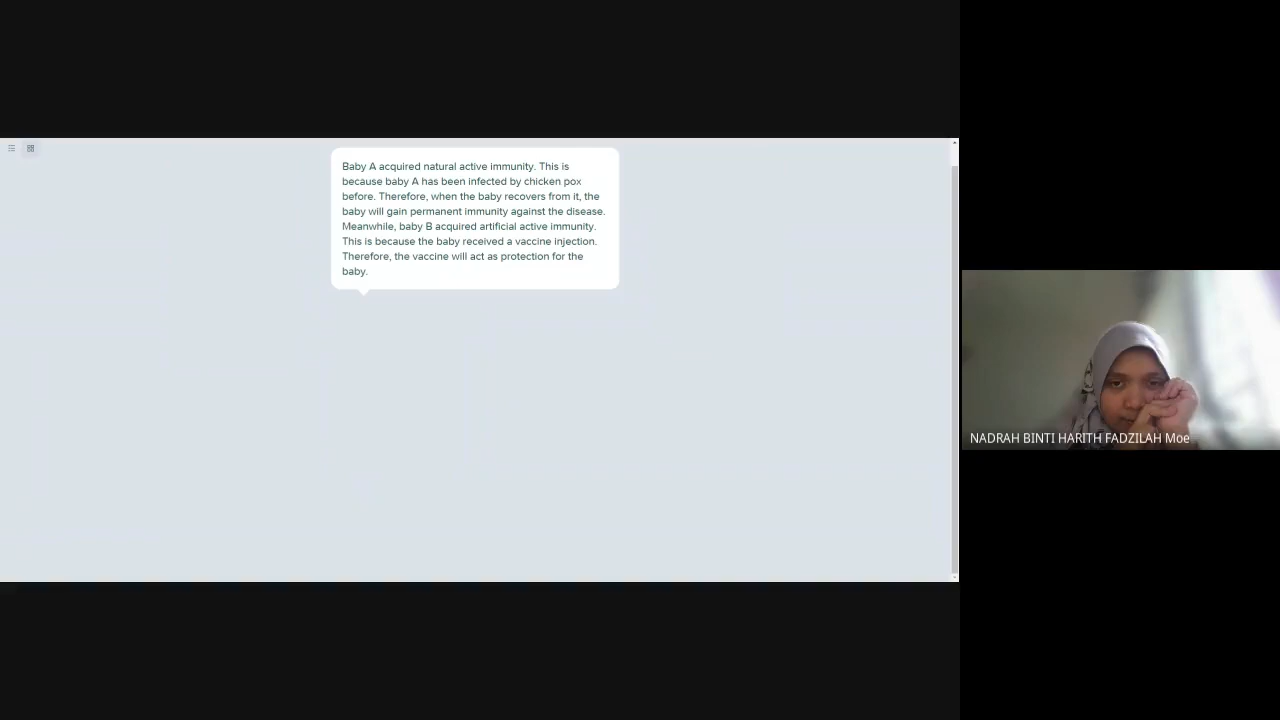 Baby A acquired natural active immunity. This is
because baby A has been infected by chicken pox
before. Therefore, when the baby recovers from it, the
baby will gain permanent immunity against the disease.
Meanwhile, baby B acquired artificial active immunity.
This is because the baby received a vaccine injection.
Therefore, the vaccine will act as protection for the
baby.
NADRAH BINTI HARITH FADZILAH Moe